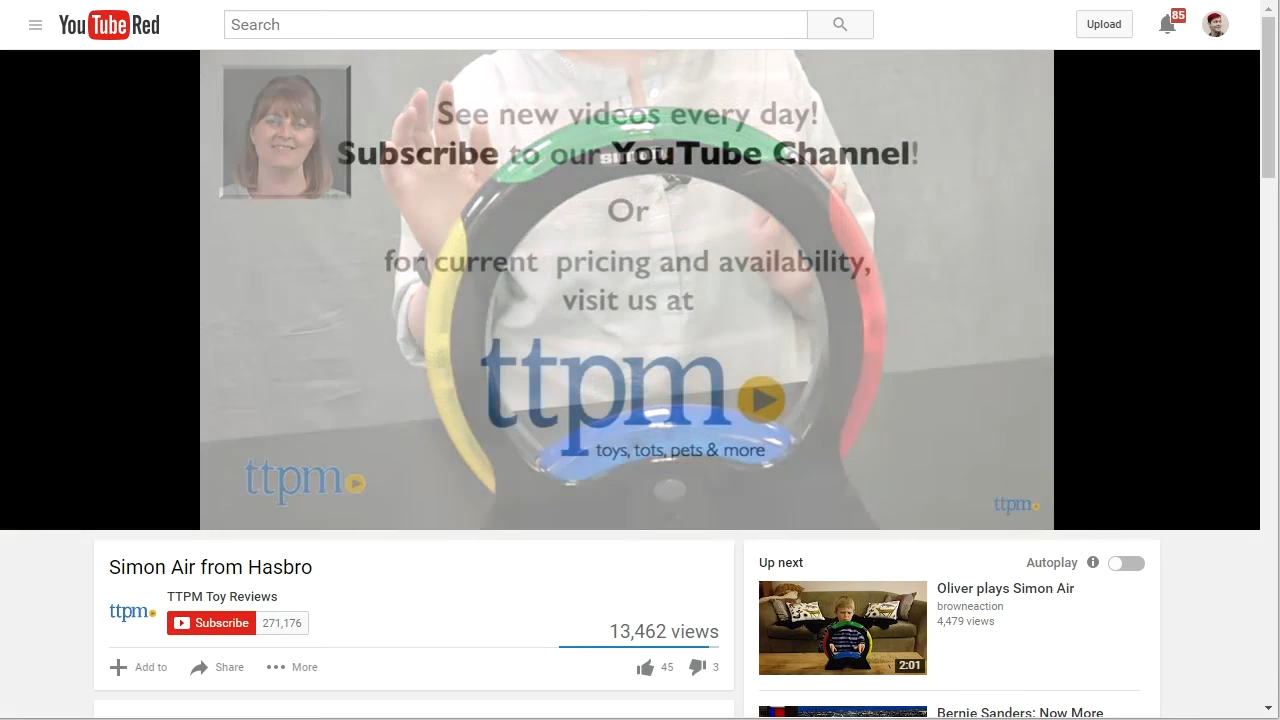 YouTube Red
Search
Upload
85
See new videos every day!
Subscribe to our YouTube Channel!
SIMON
Or
for current pricing and availability,
visit us at
ttpm
toys, tots, pets & more
ttpm
ttpm
Simon Air from Hasbro
ttpm
TTPM Toy Reviews
Subscribe 271,176
13,462 views
Add to
Share
More
45
3
Up next
Autoplay
Oliver plays Simon Air
browneaction
4,479 views
2:01
Bernie Sanders: Now More